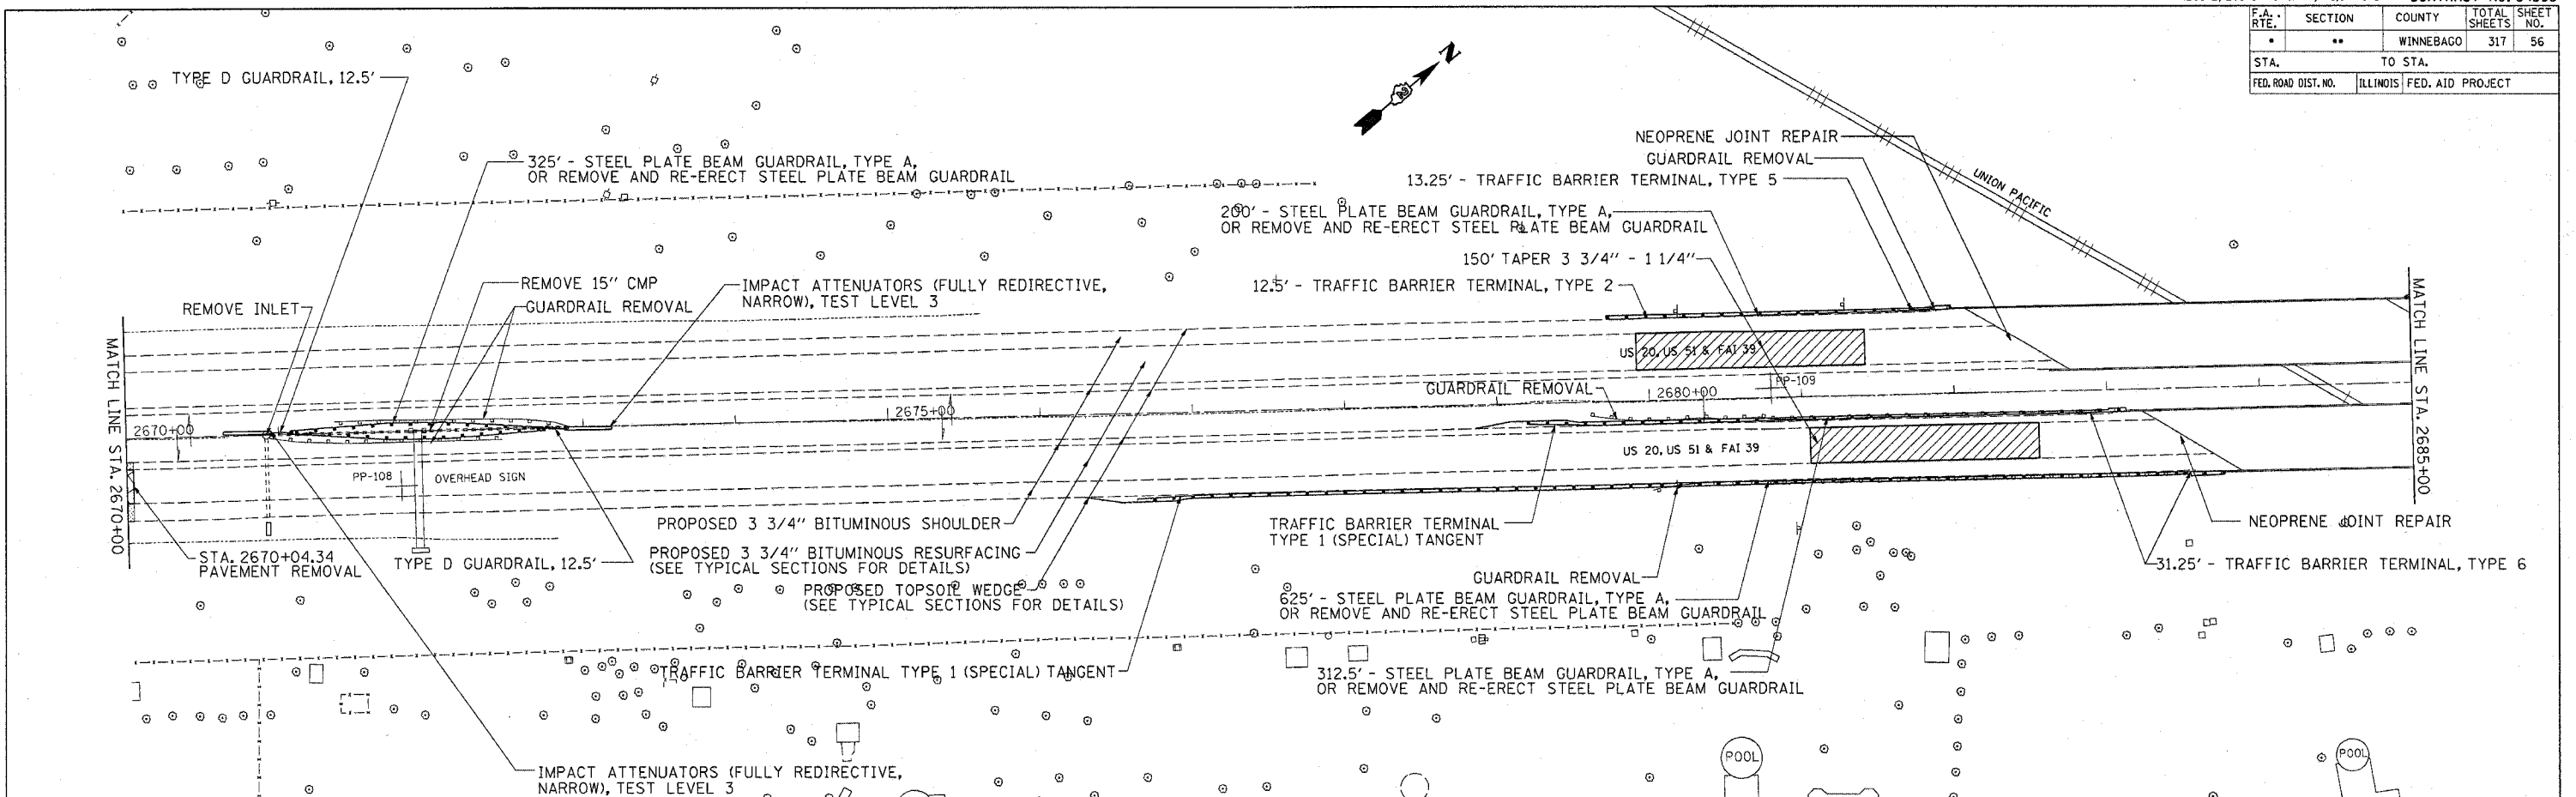 F.A. RTE. SECTION COUNTY TOTAL SHEETS SHEET NO.
• •• WINNEBAGO 317 56
STA. TO STA.
FED. ROAD DIST. NO. ILLINOIS FED. AID PROJECT
N
TYPE D GUARDRAIL, 12.5'
325' - STEEL PLATE BEAM GUARDRAIL, TYPE A,
OR REMOVE AND RE-ERECT STEEL PLATE BEAM GUARDRAIL
NEOPRENE JOINT REPAIR
GUARDRAIL REMOVAL
13.25' - TRAFFIC BARRIER TERMINAL, TYPE 5
UNION PACIFIC
200' - STEEL PLATE BEAM GUARDRAIL, TYPE A,
OR REMOVE AND RE-ERECT STEEL PLATE BEAM GUARDRAIL
150' TAPER 3 3/4" - 1 1/4"
12.5' - TRAFFIC BARRIER TERMINAL, TYPE 2
REMOVE 15" CMP
GUARDRAIL REMOVAL
IMPACT ATTENUATORS (FULLY REDIRECTIVE,
NARROW), TEST LEVEL 3
REMOVE INLET
MATCH LINE STA. 2670+00
MATCH LINE STA. 2685+00
US 20, US 51 & FAI 39
GUARDRAIL REMOVAL
2680+00
PP-109
2675+00
2670+00
US 20, US 51 & FAI 39
PP-108
OVERHEAD SIGN
PROPOSED 3 3/4" BITUMINOUS SHOULDER
PROPOSED 3 3/4" BITUMINOUS RESURFACING
(SEE TYPICAL SECTIONS FOR DETAILS)
PROPOSED TOPSOIL WEDGE
(SEE TYPICAL SECTIONS FOR DETAILS)
STA. 2670+04.34
PAVEMENT REMOVAL
TYPE D GUARDRAIL, 12.5'
TRAFFIC BARRIER TERMINAL
TYPE 1 (SPECIAL) TANGENT
NEOPRENE JOINT REPAIR
31.25' - TRAFFIC BARRIER TERMINAL, TYPE 6
GUARDRAIL REMOVAL
625' - STEEL PLATE BEAM GUARDRAIL, TYPE A,
OR REMOVE AND RE-ERECT STEEL PLATE BEAM GUARDRAIL
TRAFFIC BARRIER TERMINAL TYPE 1 (SPECIAL) TANGENT
312.5' - STEEL PLATE BEAM GUARDRAIL, TYPE A,
OR REMOVE AND RE-ERECT STEEL PLATE BEAM GUARDRAIL
IMPACT ATTENUATORS (FULLY REDIRECTIVE,
NARROW), TEST LEVEL 3
POOL
POOL